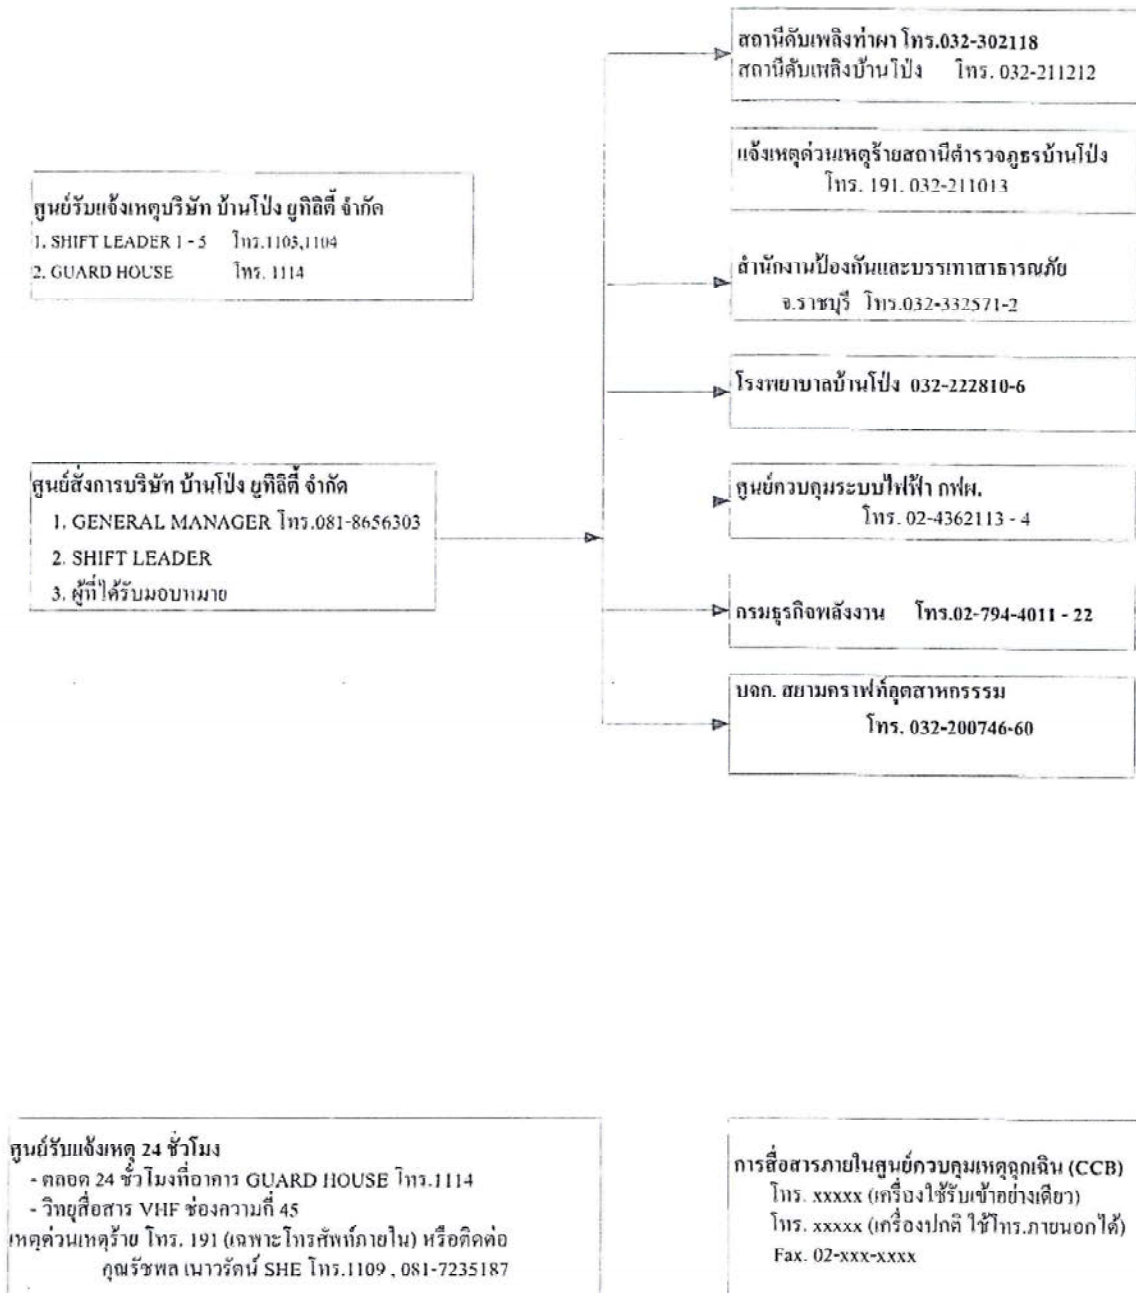 สถานีดับเพลิงท่าผา โทร.032-302118
สถานีดับเพลิงบ้านโป่ง โทร. 032-211212
แจ้งเหตุด่วนเหตุร้ายสถานีตำรวจภูธรบ้านโป่ง
โทร. 191. 032-211013
ศูนย์รับแจ้งเหตุบริษัท บ้านโป่ง ยูทิลิตี้ จำกัด
1. SHIFT LEADER 1 - 5 โทร.1103,1104
2. GUARD HOUSE โทร. 1114
สำนักงานป้องกันและบรรเทาสาธารณภัย
จ.ราชบุรี โทร.032-332571-2
โรงพยาบาลบ้านโป่ง 032-222810-6
ศูนย์สั่งการบริษัท บ้านโป่ง ยูทิลิตี้ จำกัด
1. GENERAL MANAGER โทร.081-8656303
2. SHIFT LEADER
3. ผู้ที่ได้รับมอบหมาย
ศูนย์ควบคุมระบบไฟฟ้า กฟผ.
โทร. 02-4362113 - 4
กรมธุรกิจพลังงาน โทร.02-794-4011 - 22
บจก. สยามคราฟท์อุตสาหกรรรม
โทร. 032-200746-60
ศูนย์รับแจ้งเหตุ 24 ชั่วโมง
- ตลอด 24 ชั่วโมงที่อาคาร GUARD HOUSE โทร.1114
- วิทยุสื่อสาร VHF ช่องความถี่ 45
เหตุด่วนเหตุร้าย โทร. 191 (เฉพาะโทรศัพท์ภายใน) หรือติดต่อ
คุณรัชพล เนาวรัตน์ SHE โทร.1109 , 081-7235187
การสื่อสารภายในศูนย์ควบคุมเหตุฉุกเฉิน (CCB)
โทร. xxxxx (เครื่องใช้รับเข้าอย่างเดียว)
โทร. xxxxx (เครื่องปกติ ใช้โทร.ภายนอกได้)
Fax. 02-xxx-xxxx